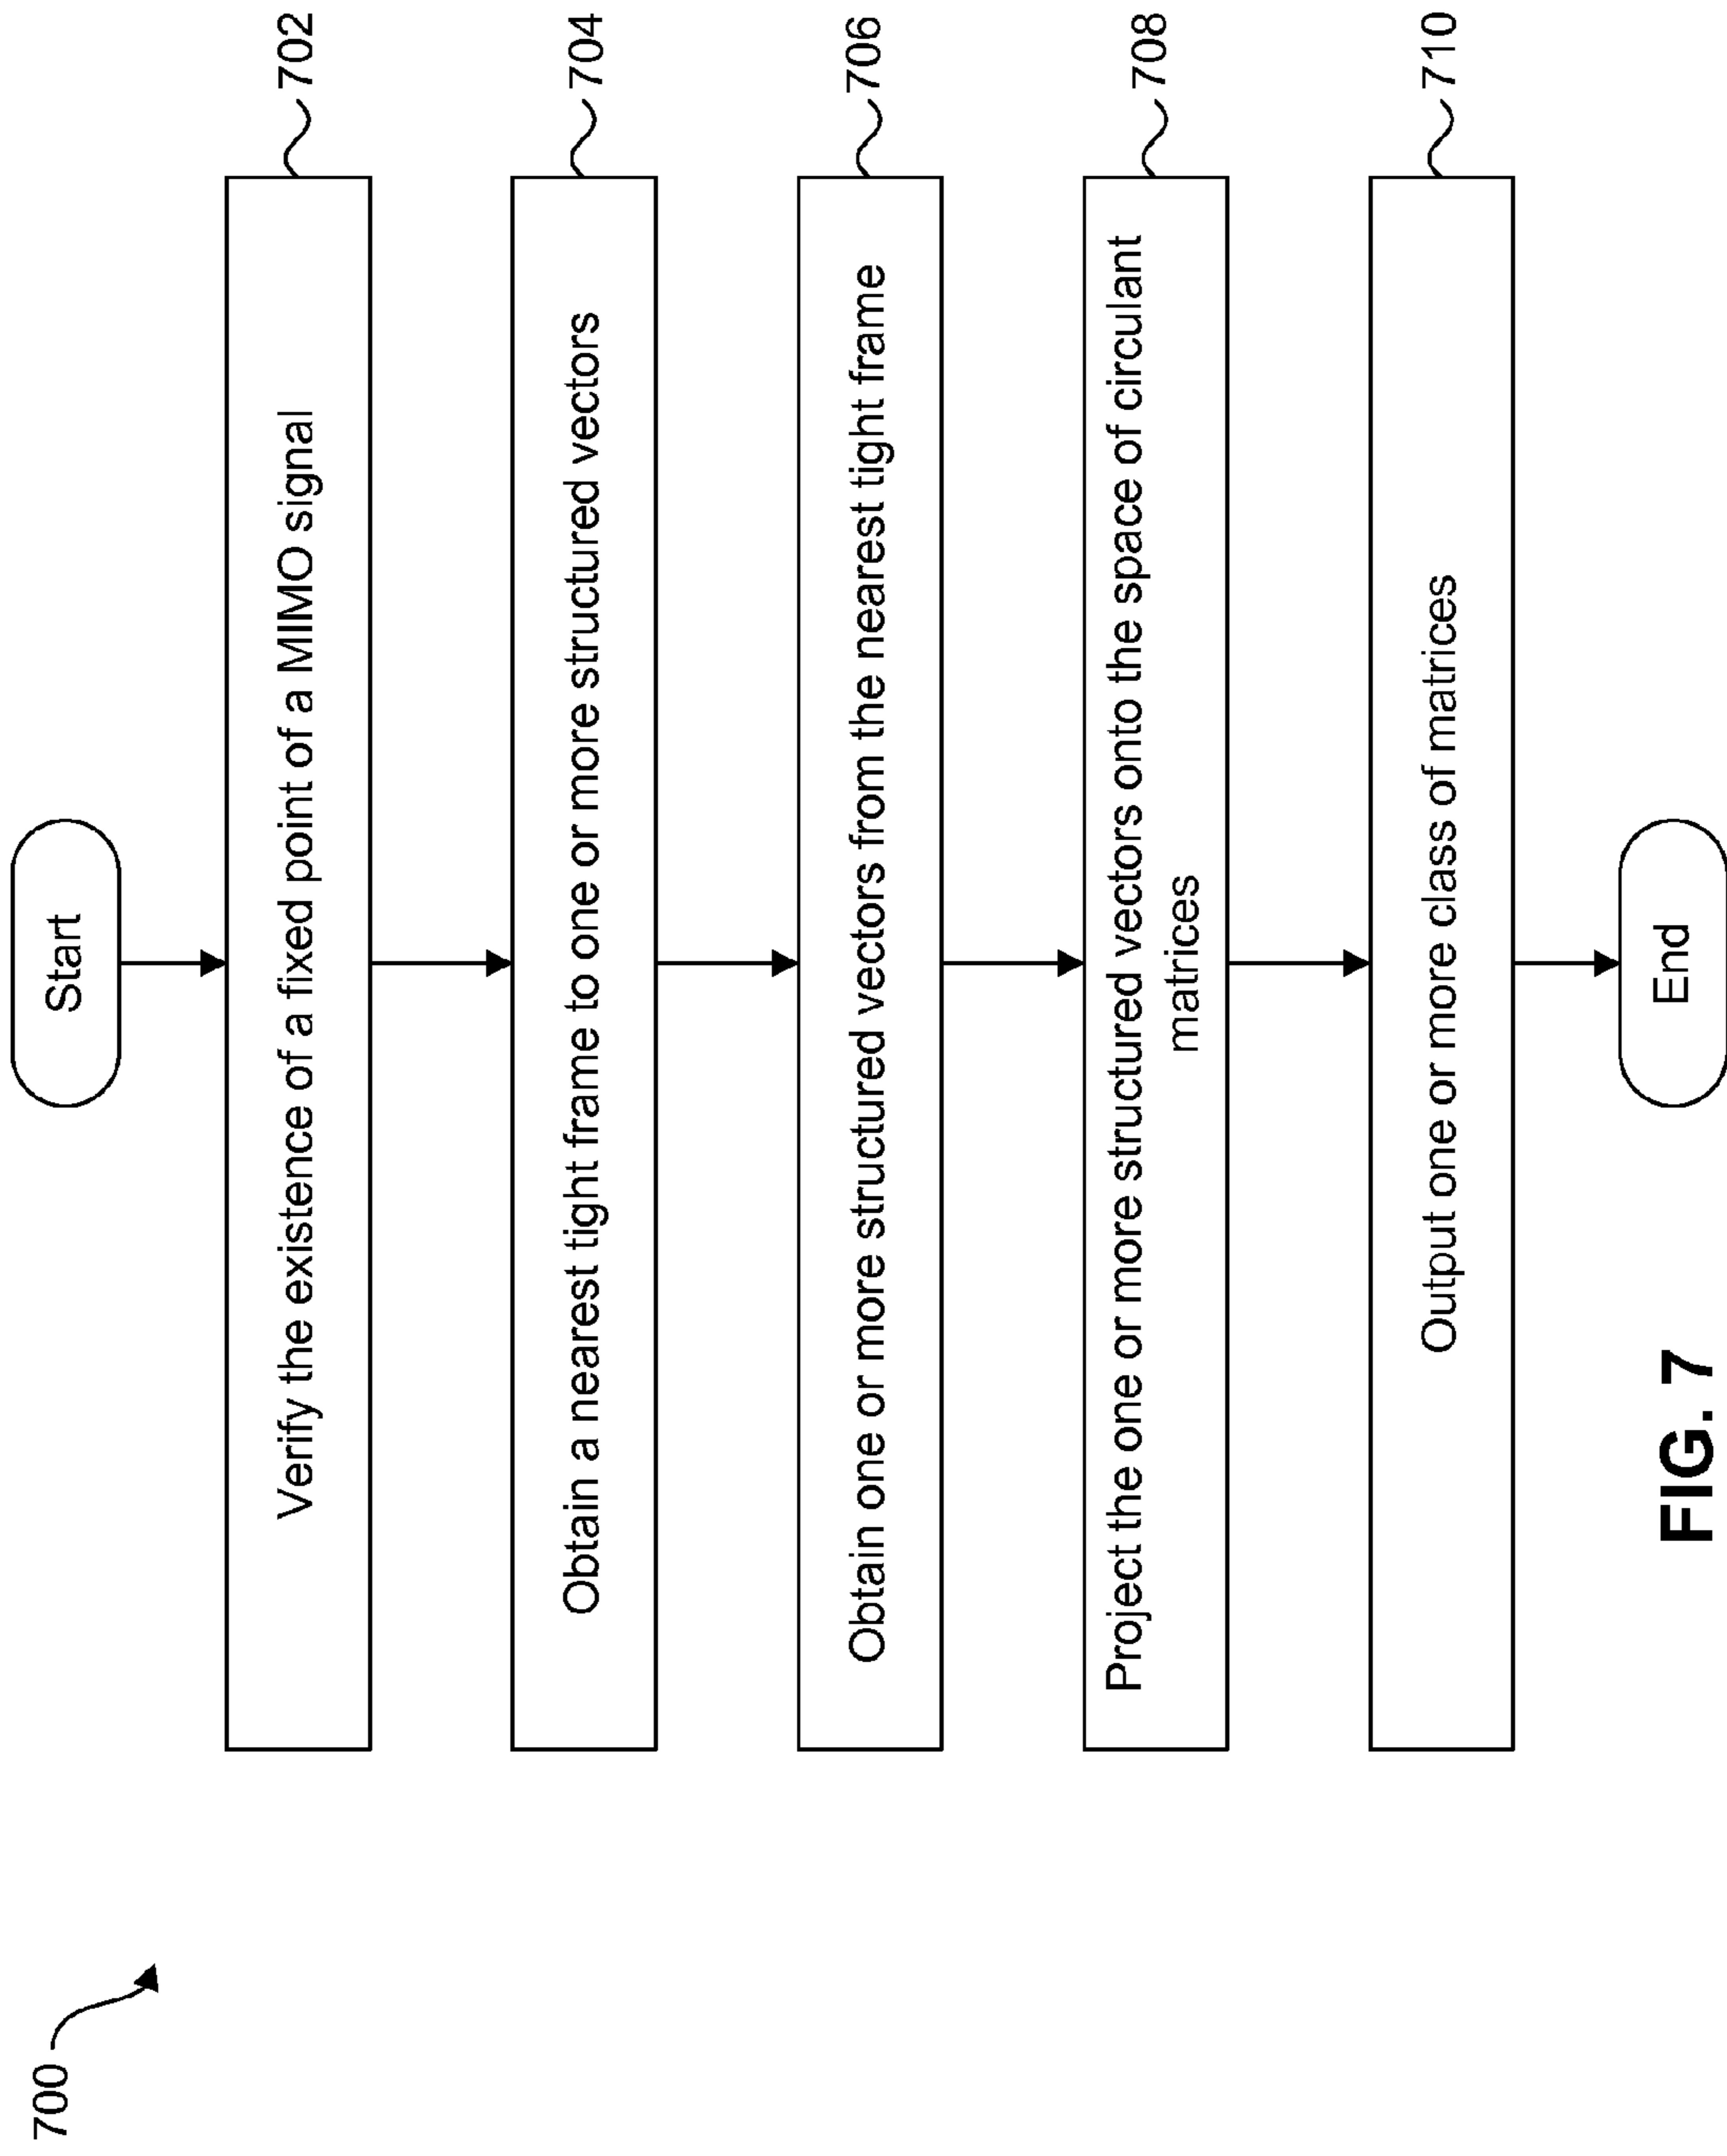 700
Start
Verify the existence of a fixed point of a MIMO signal
702
Obtain a nearest tight frame to one or more structured vectors
704
Obtain one or more structured vectors from the nearest tight frame
706
Project the one or more structured vectors onto the space of circulant
matrices
708
Output one or more class of matrices
710
End
FIG. 7